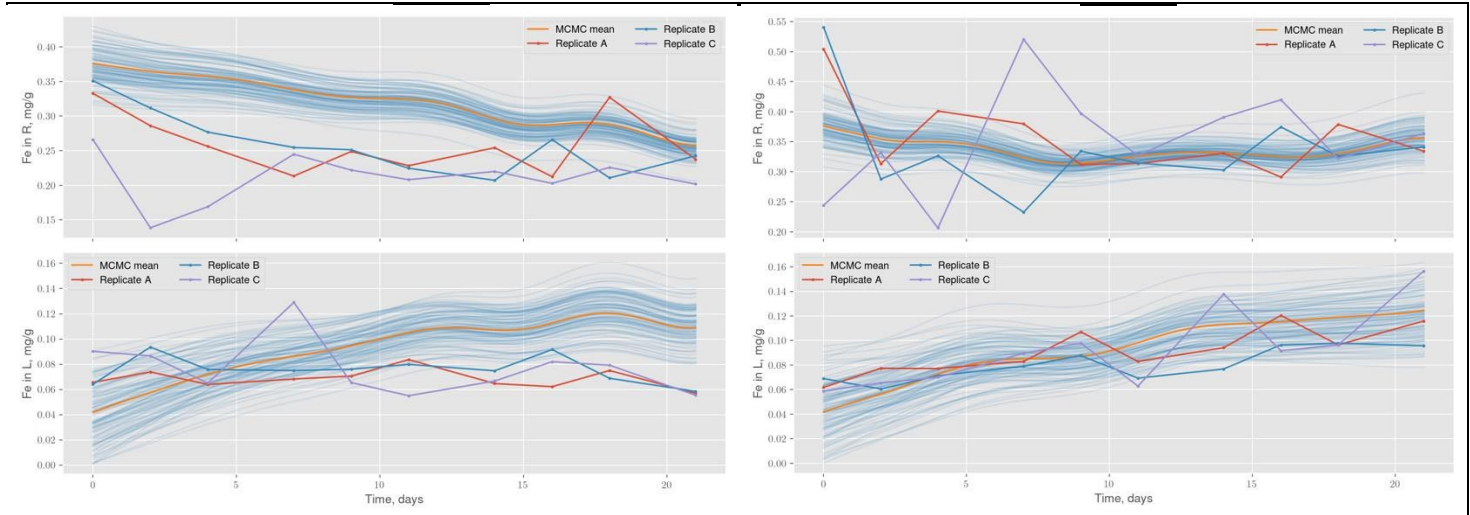 MCMC mean
Replicate A
Replicate B
Replicate C
Fe in R, mg/g
0.40
0.35
0.30
0.25
0.20
0.15
MCMC mean
Replicate A
Replicate B
Replicate C
Fe in L, mg/g
0.16
0.14
0.12
0.10
0.08
0.06
0.04
0.02
0.00
0 5 10 15 20
Time, days
MCMC mean
Replicate A
Replicate B
Replicate C
Fe in R, mg/g
0.55
0.50
0.45
0.40
0.35
0.30
0.25
0.20
MCMC mean
Replicate A
Replicate B
Replicate C
Fe in L, mg/g
0.16
0.14
0.12
0.10
0.08
0.06
0.04
0.02
0.00
0 5 10 15 20
Time, days